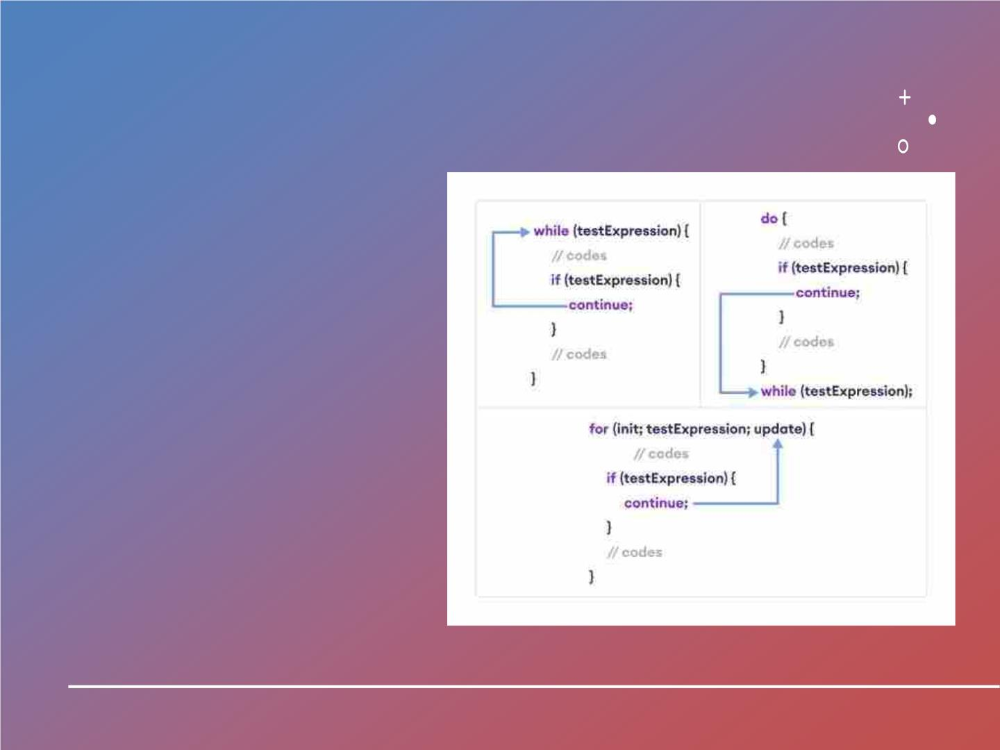 while (testExpression) {
// codes
if (testExpression) {
continue;
}
// codes
}
do {
// codes
if (testExpression) {
continue;
}
// codes
}
while (testExpression);
for (init; testExpression; update) {
// codes
if (testExpression) {
continue;
}
// codes
}